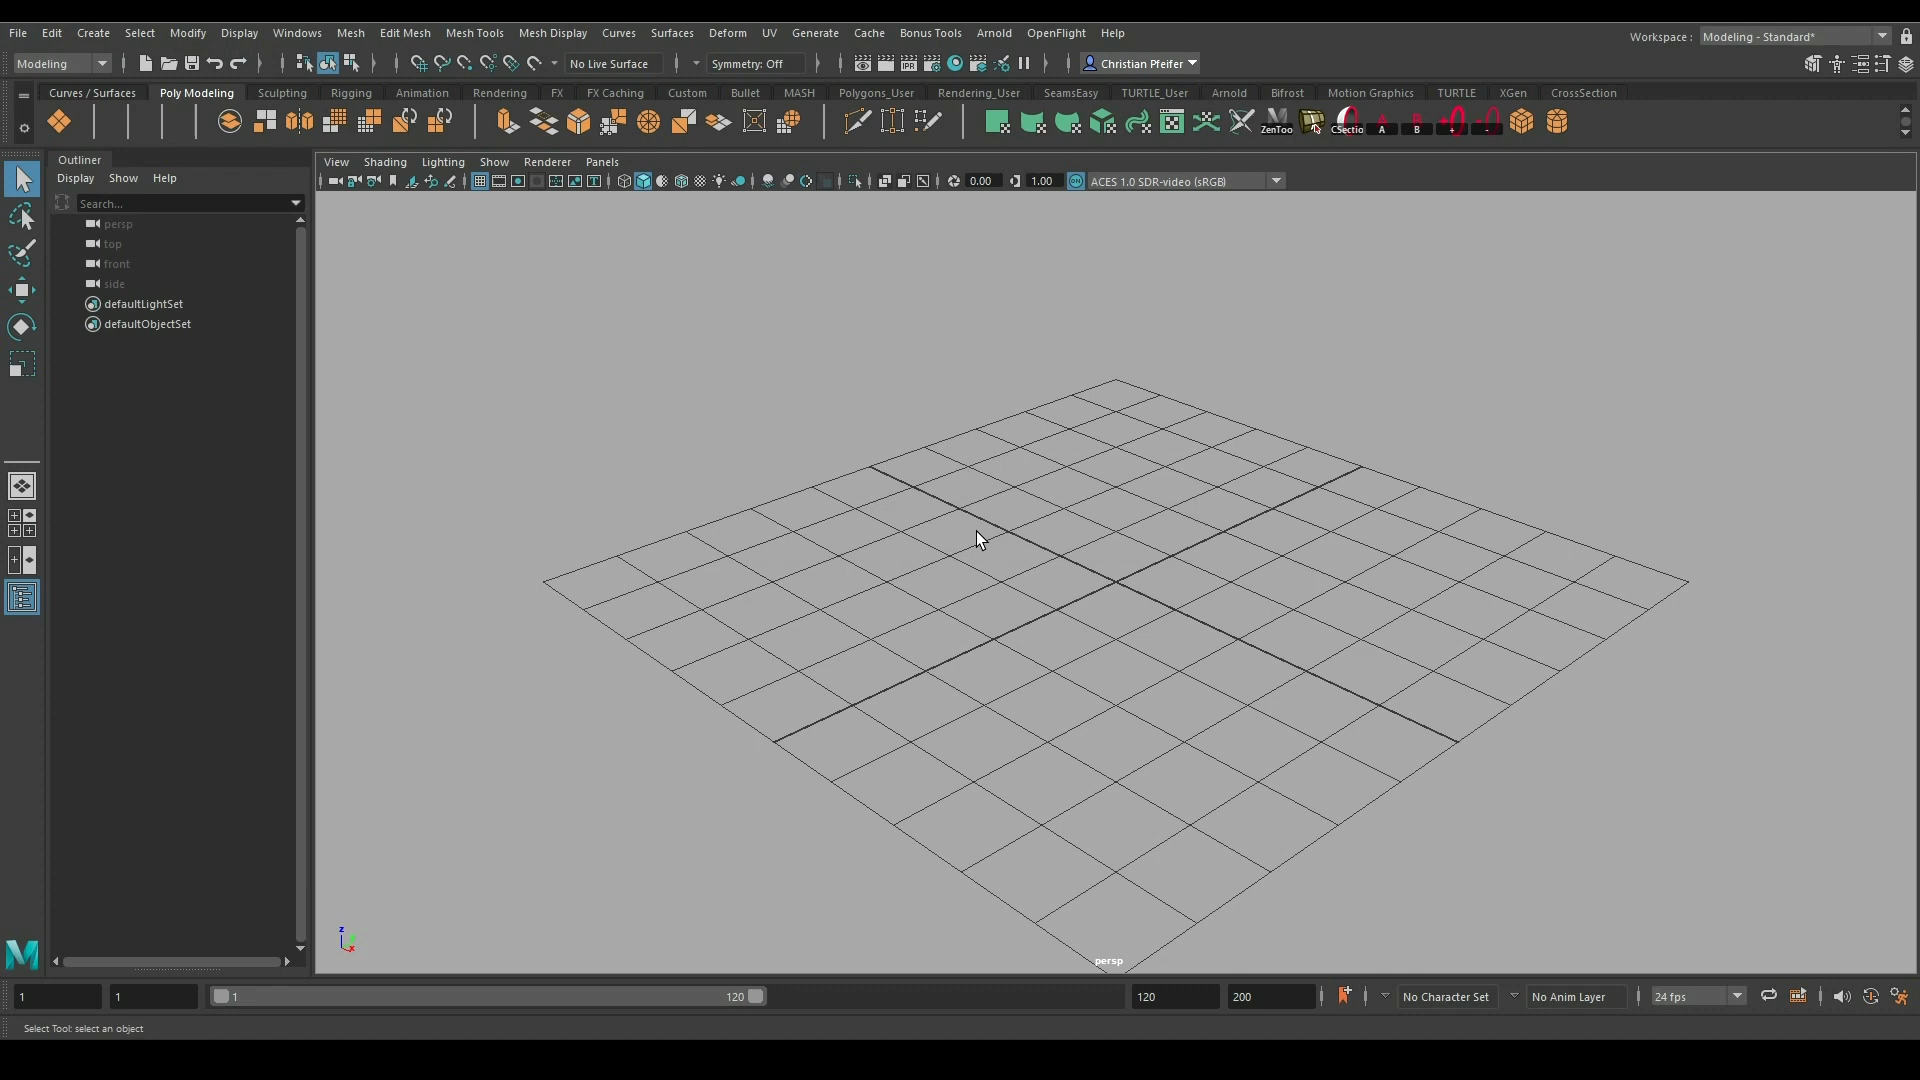 File Edit Create Select Modify Display Windows Mesh Edit Mesh Mesh Tools Mesh Display Curves Surfaces Deform UV Generate Cache Bonus Tools Arnold OpenFlight Help
Workspace : Modeling - Standard*
Modeling No Live Surface Symmetry: Off Christian Pfeifer
Curves / Surfaces Poly Modeling Sculpting Rigging Animation Rendering FX FX Caching Custom Bullet MASH Polygons_User Rendering_User SeamsEasy TURTLE_User Arnold Bifrost Motion Graphics TURTLE XGen CrossSection
ZenToo CSectio A B + -
Outliner
Display Show Help
Search...
persp
top
front
side
defaultLightSet
defaultObjectSet
View Shading Lighting Show Renderer Panels
0.00 1.00 ON ACES 1.0 SDR-video (sRGB)
z
x
persp
1 1 1 120 120 200 No Character Set No Anim Layer 24 fps
Select Tool: select an object